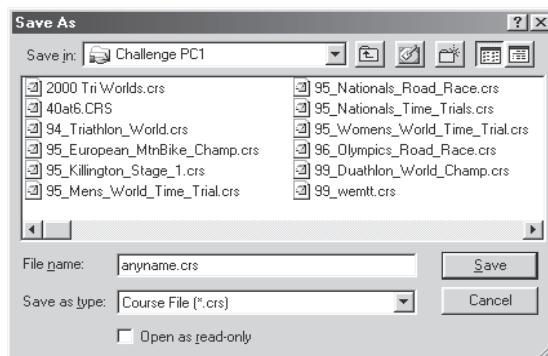 Save As
Save in: Challenge PC1
2000 Tri Worlds.crs
40at6.CRS
94_Triathlon_World.crs
95_European_MtnBike_Champ.crs
95_Killington_Stage_1.crs
95_Mens_World_Time_Trial.crs
95_Nationals_Road_Race.crs
95_Nationals_Time_Trials.crs
95_Womens_World_Time_Trial.crs
96_Olympics_Road_Race.crs
99_Duathlon_World_Champ.crs
99_wemtt.crs
File name: anyname.crs Save
Save as type: Course File (*.crs) Cancel
Open as read-only